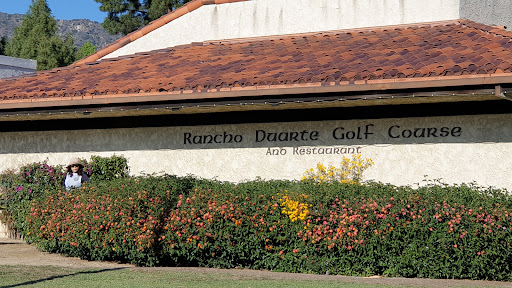 Rancho Duarte Golf Course
And Restaurant